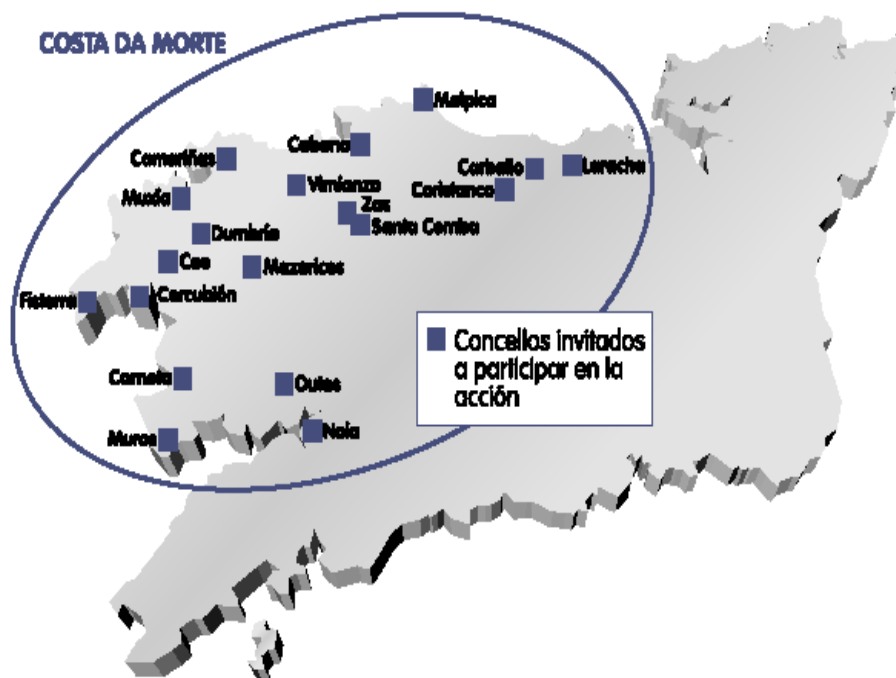 COSTA DA MORTE
Malpica
Cabana
Camariñas
Carballo
Laracha
Vimianzo
Coristanco
Muxía
Zas
Santa Comba
Dumbría
Cee
Mazaricos
Fisterra
Corcubión
Concellos invitados
a participar en la
acción
Carnota
Outes
Muros
Noia